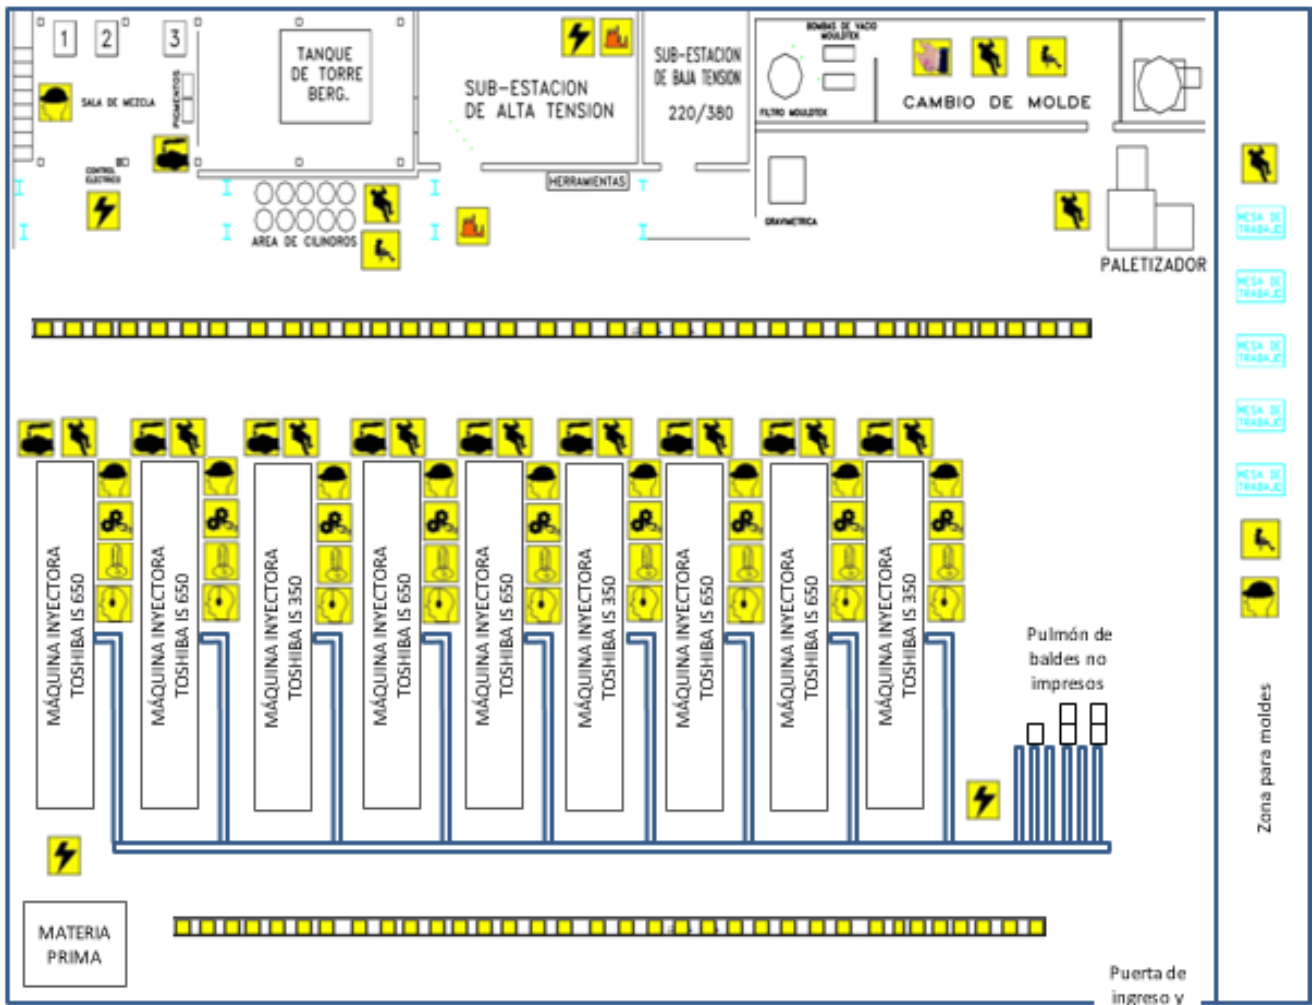 1
2
3
SALA DE MEZCLA
PIGMENTOS
CONTROL
ELECTRICO
TANQUE
DE TORRE
BERG.
AREA DE CILINDROS
SUB-ESTACION
DE ALTA TENSION
HERRAMIENTAS
SUB-ESTACION
DE BAJA TENSION
220/380
BOMBAS DE VACIO
MOULDTEK
FILTRO MOULDTEK
CAMBIO DE MOLDE
GRAVIMETRICA
PALETIZADOR
MESA DE
TRABAJO
MESA DE
TRABAJO
MESA DE
TRABAJO
MESA DE
TRABAJO
MESA DE
TRABAJO
MÁQUINA INYECTORA
TOSHIBA IS 650
MÁQUINA INYECTORA
TOSHIBA IS 650
MÁQUINA INYECTORA
TOSHIBA IS 350
MÁQUINA INYECTORA
TOSHIBA IS 650
MÁQUINA INYECTORA
TOSHIBA IS 650
MÁQUINA INYECTORA
TOSHIBA IS 350
MÁQUINA INYECTORA
TOSHIBA IS 650
MÁQUINA INYECTORA
TOSHIBA IS 650
MÁQUINA INYECTORA
TOSHIBA IS 350
Pulmón de
baldes no
impresos
Zona para moldes
MATERIA
PRIMA
Puerta de
ingreso y